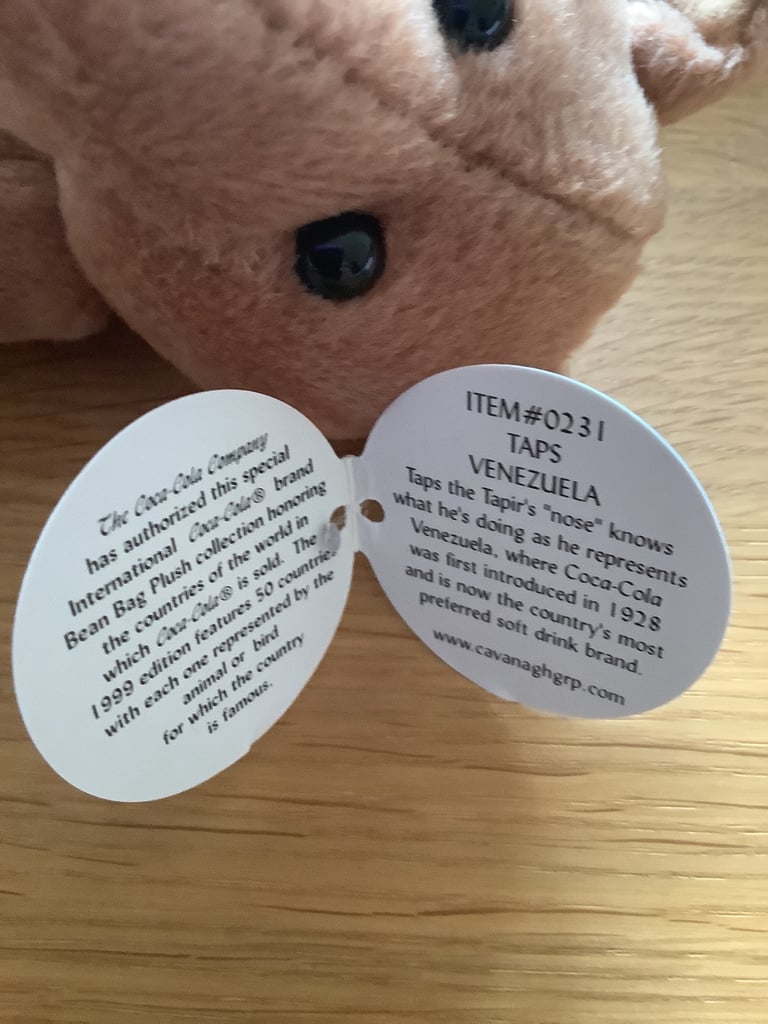 The Coca-Cola Company
has authorized this special
International Coca-Cola® brand
Bean Bag Plush collection honoring
the countries of the world in
which Coca-Cola® is sold. The
1999 edition features 50 countries
with each one represented by the
animal or bird
for which the country
is famous.
ITEM#0231
TAPS
VENEZUELA
Taps the Tapir's "nose" knows
what he's doing as he represents
Venezuela, where Coca-Cola
was first introduced in 1928
and is now the country's most
preferred soft drink brand.
www.cavanaghgrp.com